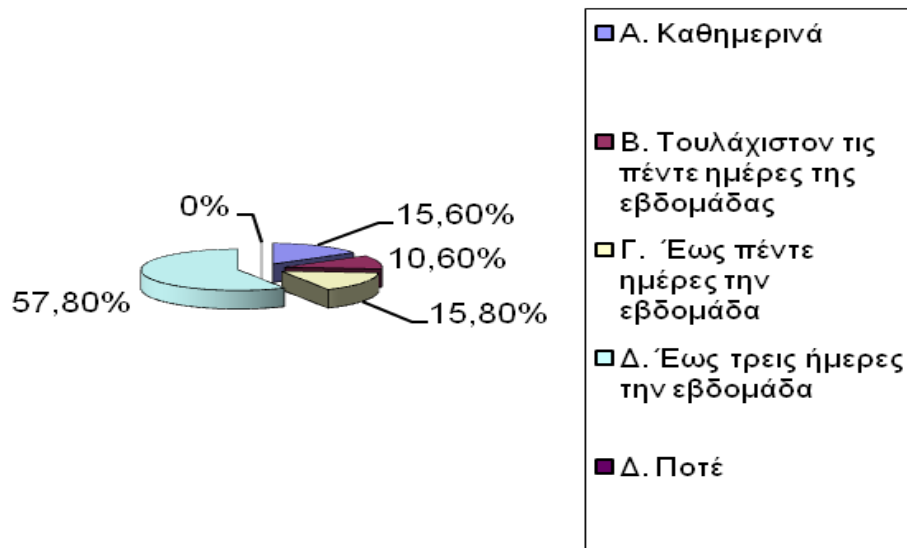 0%
15,60%
10,60%
15,80%
57,80%
Α. Καθημερινά
Β. Τουλάχιστον τις
πέντε ημέρες της
εβδομάδας
Γ. Έως πέντε
ημέρες την
εβδομάδα
Δ. Έως τρεις ήμερες
την εβδομάδα
Δ. Ποτέ